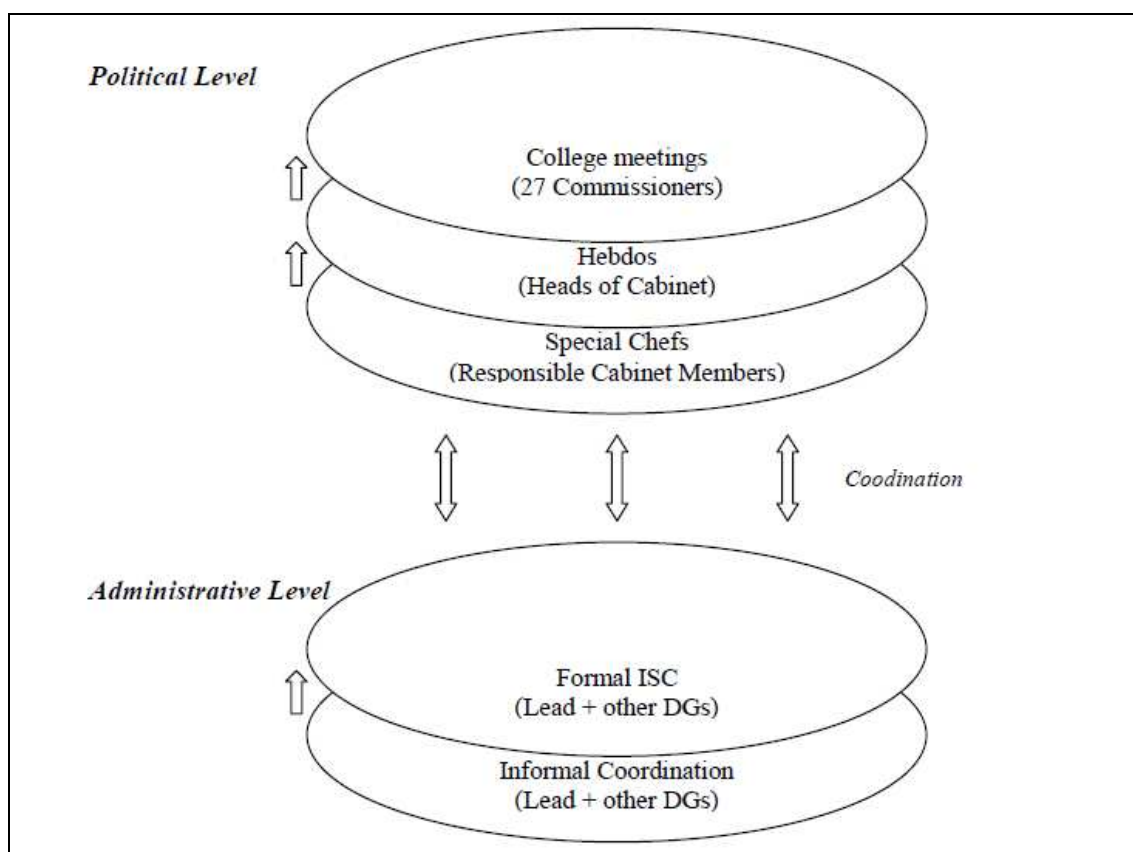 Political Level
College meetings
(27 Commissioners)
Hebdos
(Heads of Cabinet)
Special Chefs
(Responsible Cabinet Members)
Coodination
Administrative Level
Formal ISC
(Lead + other DGs)
Informal Coordination
(Lead + other DGs)